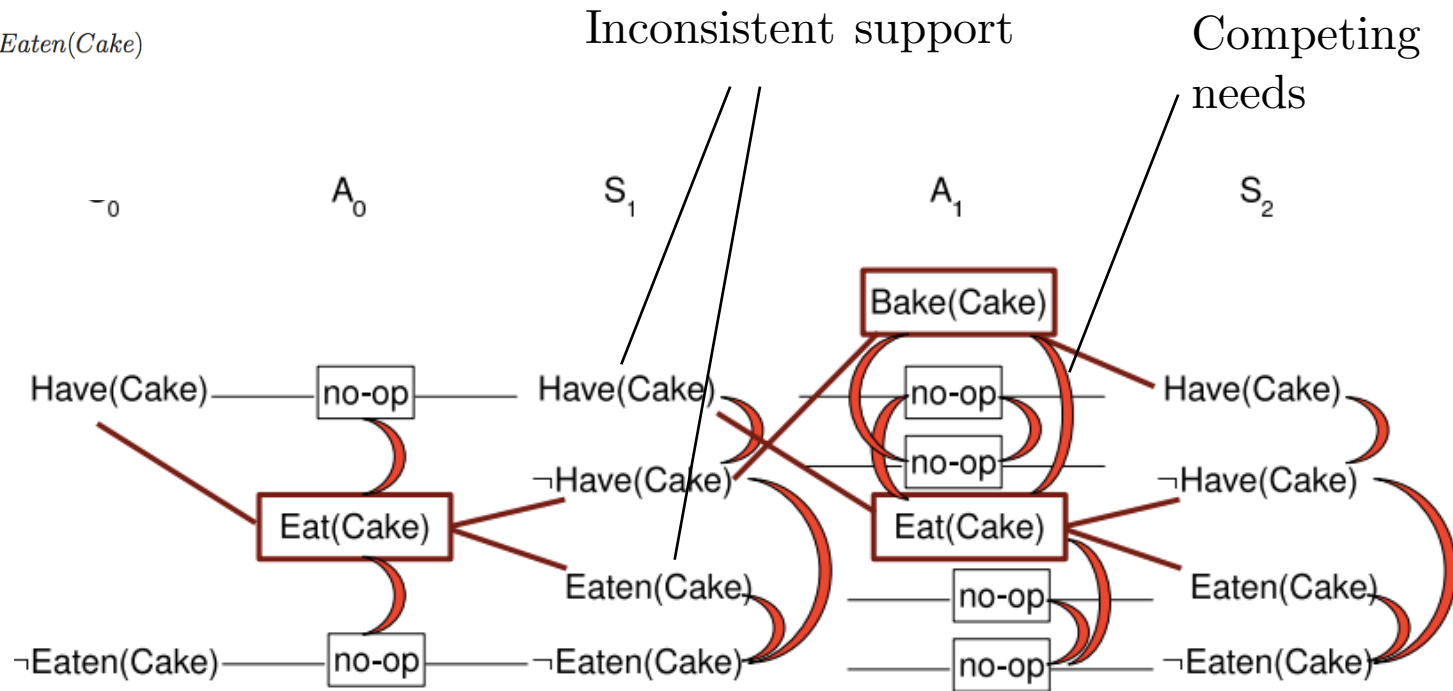 Eaten(Cake)
Inconsistent support
Competing
needs
0 A0 S1 A1 S2
Bake(Cake)
Have(Cake) no-op Have(Cake) no-op Have(Cake)
no-op
¬Have(Cake) ¬Have(Cake)
Eat(Cake) Eat(Cake)
Eaten(Cake) no-op Eaten(Cake)
¬Eaten(Cake) no-op ¬Eaten(Cake) no-op ¬Eaten(Cake)